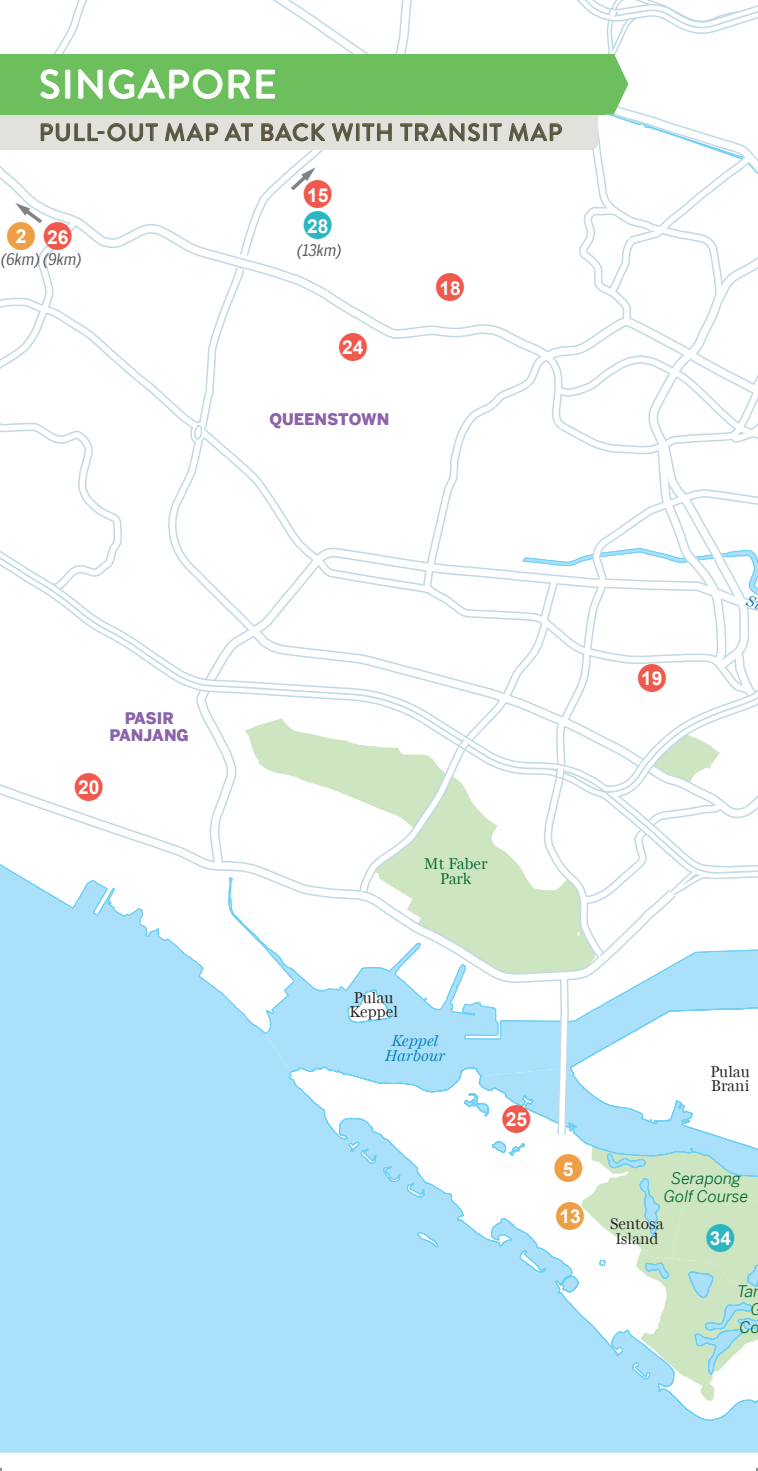 SINGAPORE
PULL-OUT MAP AT BACK WITH TRANSIT MAP
15
28
(13km)
2 26
(6km) (9km)
18
24
QUEENSTOWN
19
PASIR
PANJANG
20
Mt Faber
Park
Pulau
Keppel
Keppel
Harbour
Pulau
Brani
25
5
Serapong
Golf Course
13
Sentosa
Island
34